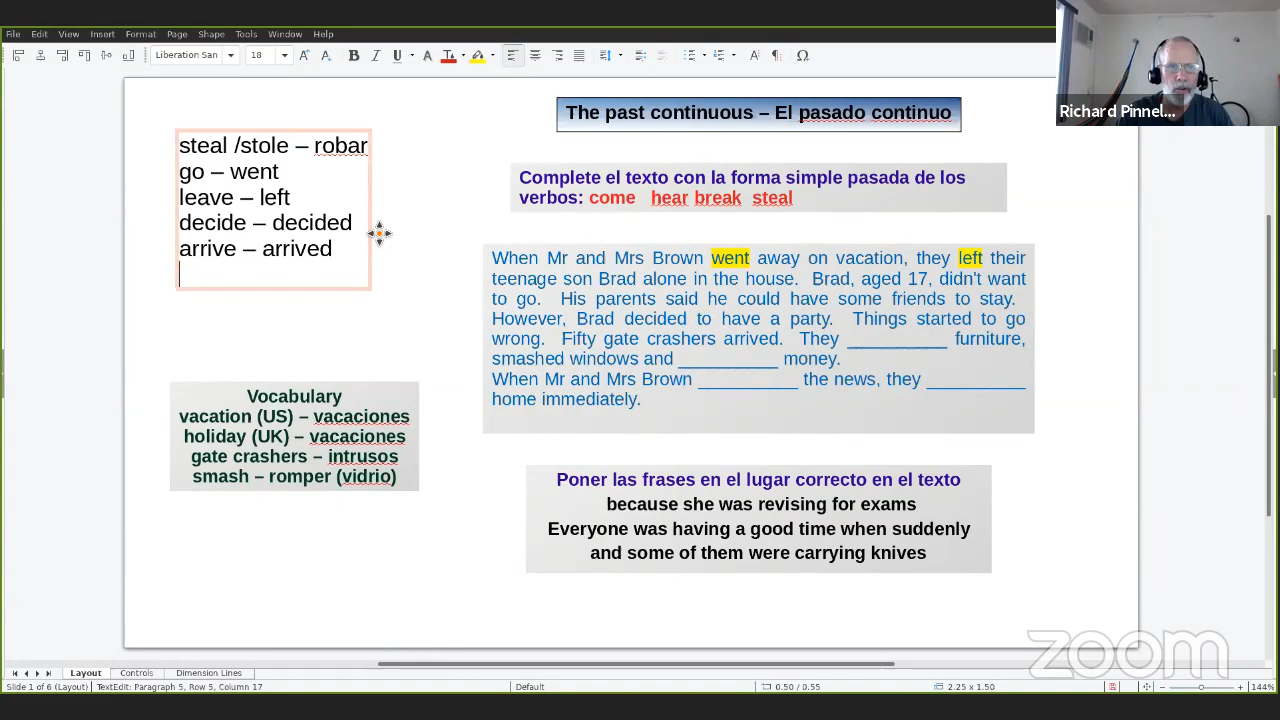 File Edit View Insert Format Page Shape Tools Window Help
Liberation San 18
Richard Pinnel...
The past continuous – El pasado continuo
steal /stole – robar
go – went
leave – left
decide – decided
arrive – arrived
Complete el texto con la forma simple pasada de los
verbos: come hear break steal
When Mr and Mrs Brown went away on vacation, they left their
teenage son Brad alone in the house. Brad, aged 17, didn't want
to go. His parents said he could have some friends to stay.
However, Brad decided to have a party. Things started to go
wrong. Fifty gate crashers arrived. They __________ furniture,
smashed windows and __________ money.
When Mr and Mrs Brown __________ the news, they __________
home immediately.
Vocabulary
vacation (US) – vacaciones
holiday (UK) – vacaciones
gate crashers – intrusos
smash – romper (vidrio)
Poner las frases en el lugar correcto en el texto
because she was revising for exams
Everyone was having a good time when suddenly
and some of them were carrying knives
zoom
Layout Controls Dimension Lines
Slide 1 of 6 (Layout) TextEdit: Paragraph 5, Row 5, Column 17 Default 0.50 / 0.55 2.25 x 1.50 144%